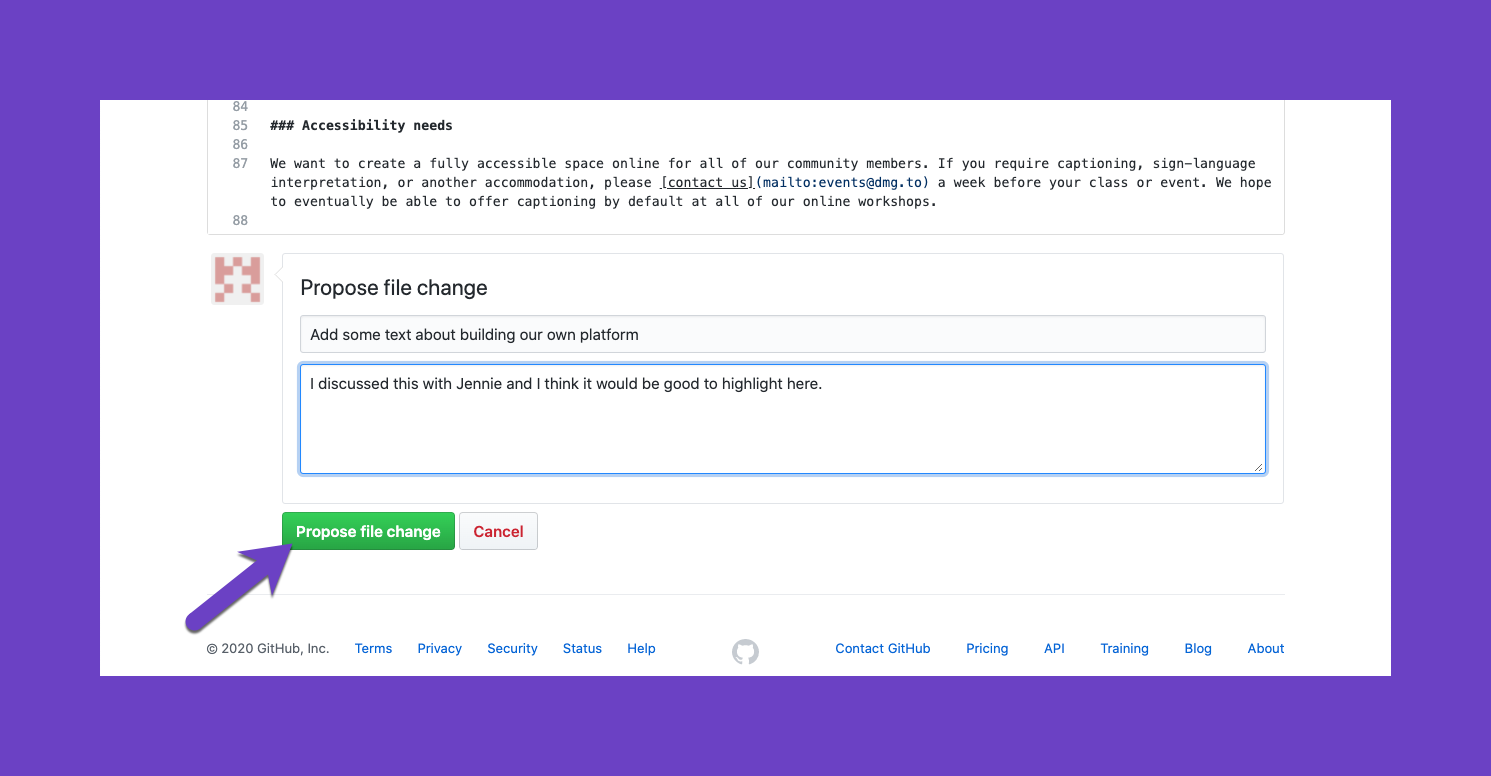 84
85 ### Accessibility needs
86
87 We want to create a fully accessible space online for all of our community members. If you require captioning, sign-language
interpretation, or another accommodation, please [contact us](mailto:events@dmg.to) a week before your class or event. We hope
to eventually be able to offer captioning by default at all of our online workshops.
88
Propose file change
Add some text about building our own platform
I discussed this with Jennie and I think it would be good to highlight here.
Propose file change Cancel
© 2020 GitHub, Inc. Terms Privacy Security Status Help Contact GitHub Pricing API Training Blog About